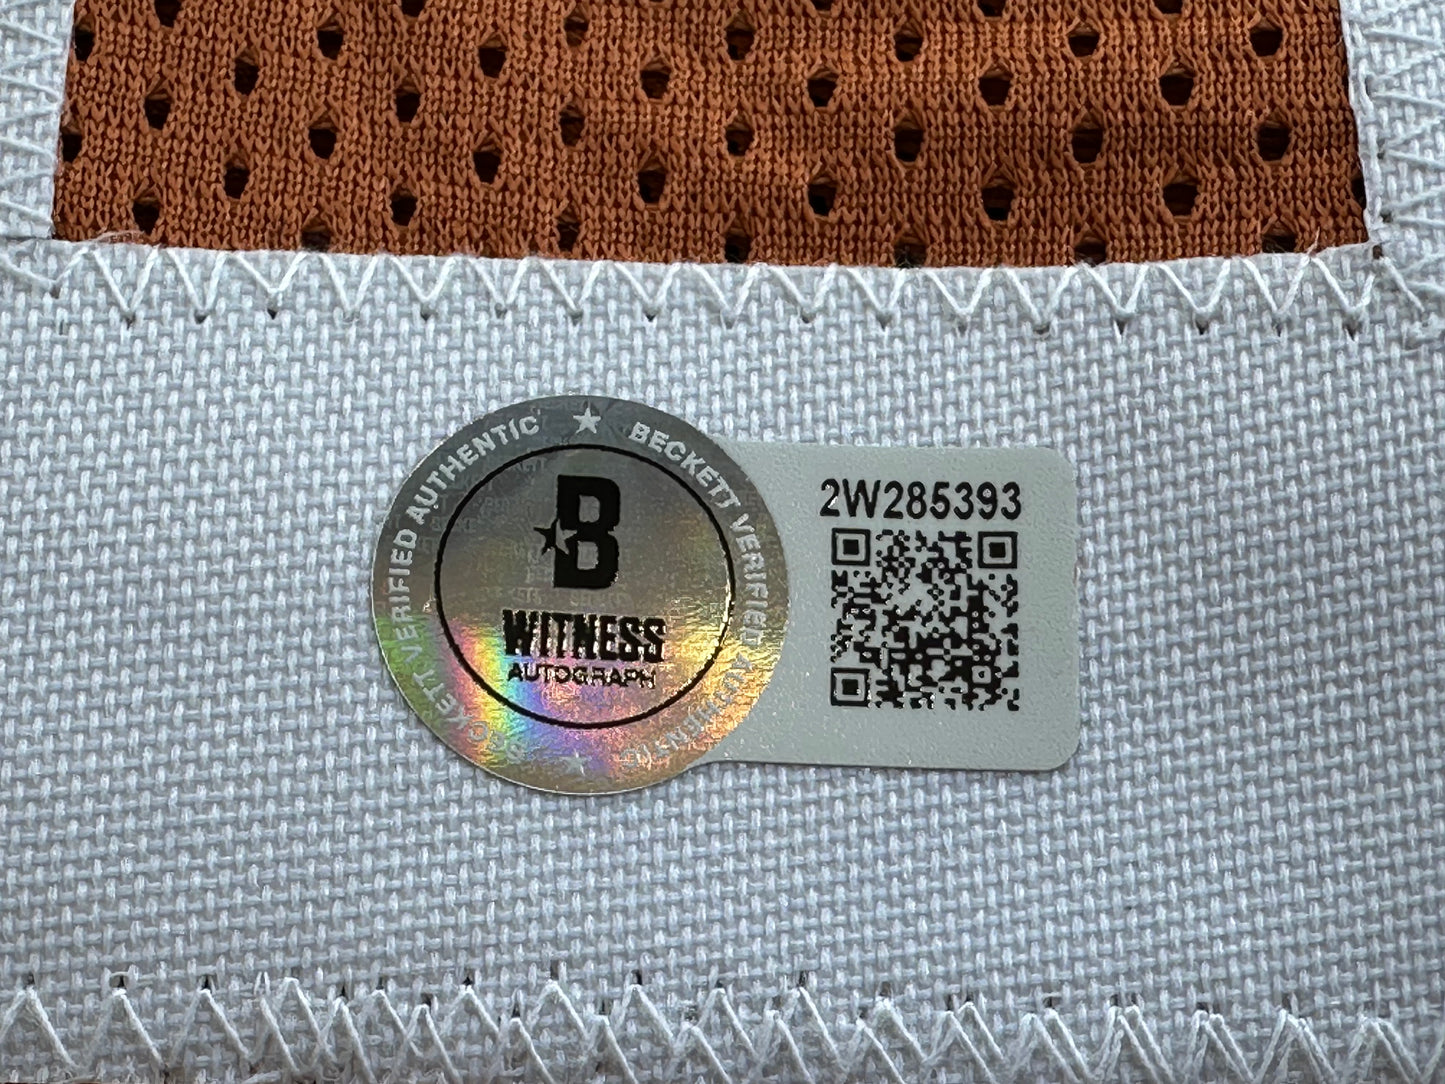 BECKETT VERIFIED AUTHENTIC ★ BECKETT VERIFIED AUTHENTIC ★
B
WITNESS
AUTOGRAPH
2W285393